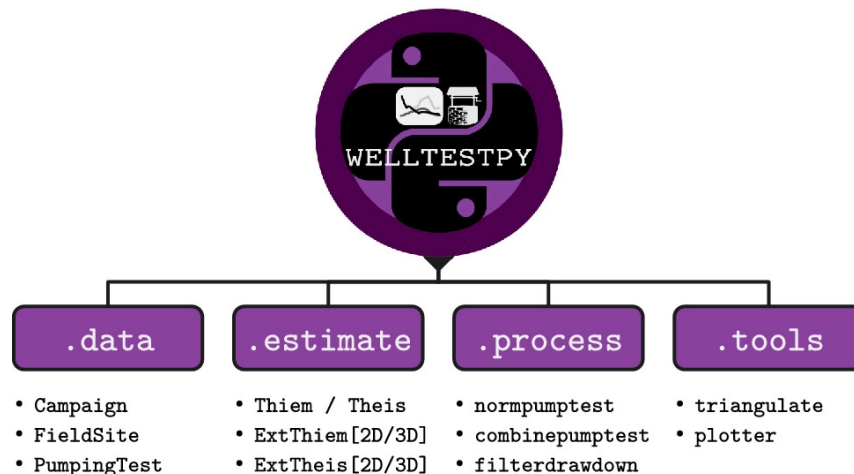 WELLTESTPY
.data
.estimate
.process
.tools
• Campaign
• FieldSite
• PumpingTest
• Thiem / Theis
• ExtThiem[2D/3D]
• ExtTheis[2D/3D]
• normpumptest
• combinepumptest
• filterdrawdown
• triangulate
• plotter